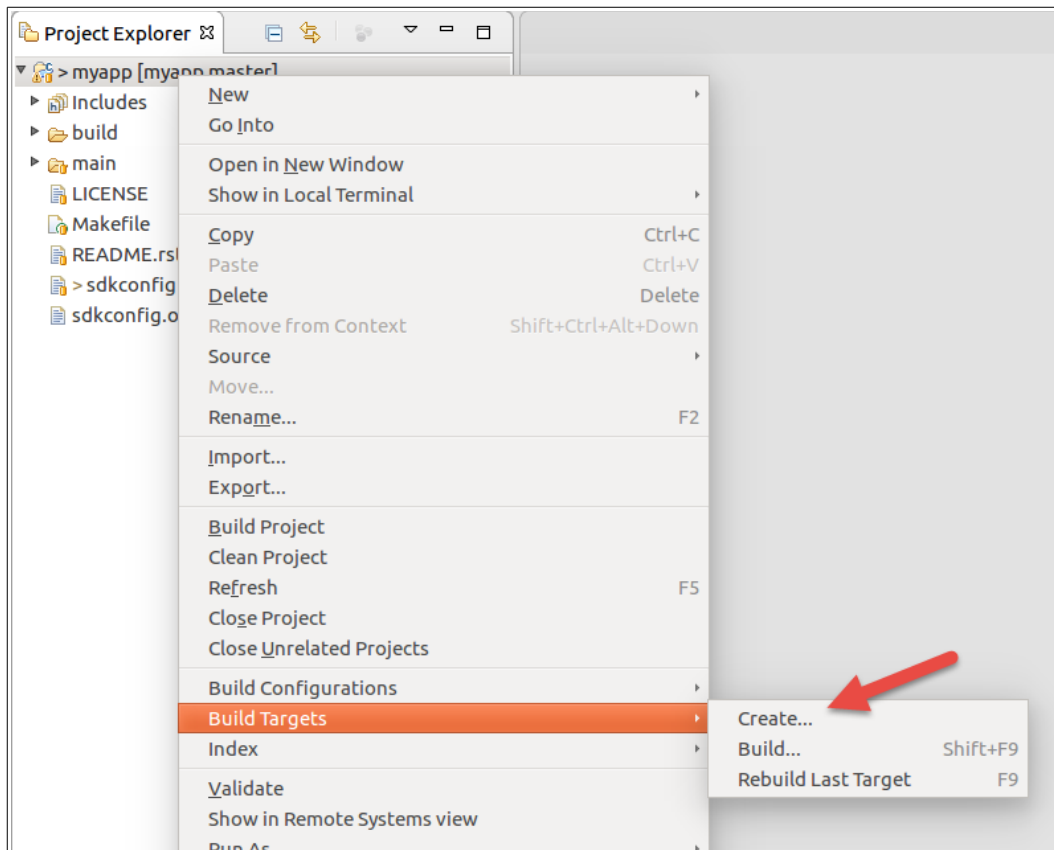 Project Explorer
> myapp [myapp master]
Includes
build
main
LICENSE
Makefile
README.rst
> sdkconfig
sdkconfig.o
New
Go Into
Open in New Window
Show in Local Terminal
Copy Ctrl+C
Paste Ctrl+V
Delete Delete
Remove from Context Shift+Ctrl+Alt+Down
Source
Move...
Rename... F2
Import...
Export...
Build Project
Clean Project
Refresh F5
Close Project
Close Unrelated Projects
Build Configurations
Build Targets
Index
Validate
Show in Remote Systems view
Run As
Create...
Build... Shift+F9
Rebuild Last Target F9